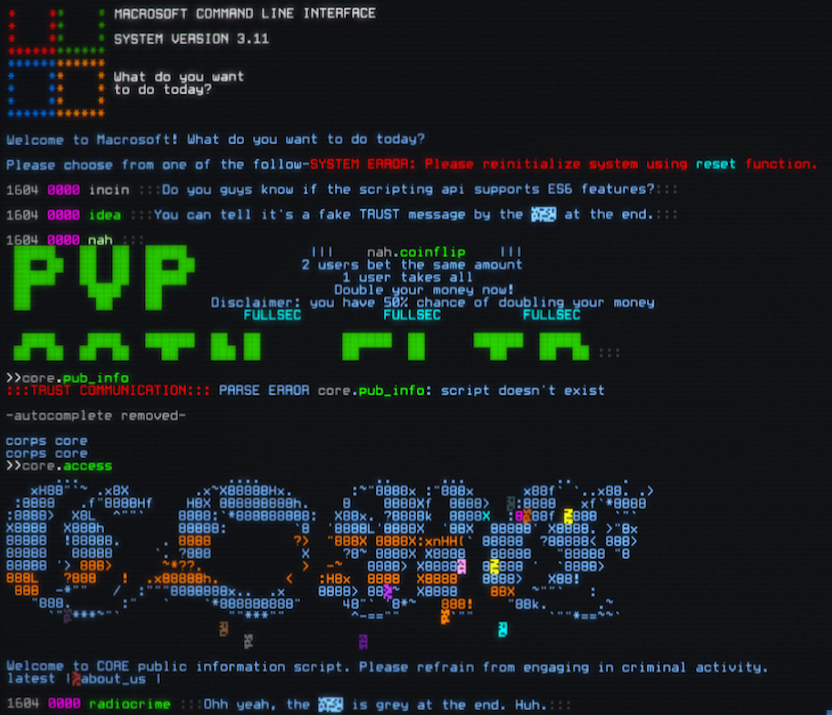 MACROSOFT COMMAND LINE INTERFACE
SYSTEM VERSION 3.11
What do you want
to do today?
Welcome to Macrosoft! What do you want to do today?
Please choose from one of the follow-SYSTEM ERROR: Please reinitialize system using reset function.
1604 0000 incin :::Do you guys know if the scripting api supports ES6 features?:::
1604 0000 idea :::You can tell it's a fake TRUST message by the at the end.:::
1604 0000 nah :::
PVP
||| nah.coinflip |||
2 users bet the same amount
1 user takes all
Double your money now!
Disclaimer: you have 50% chance of doubling your money
FULLSEC FULLSEC FULLSEC
:::
>>core.pub_info
:::TRUST COMMUNICATION::: PARSE ERROR core.pub_info: script doesn't exist
-autocomplete removed-
corps core
corps core
>>core.access
Welcome to CORE public information script. Please refrain from engaging in criminal activity.
latest | about_us |
1604 0000 radiocrime :::Ohh yeah, the is grey at the end. Huh.:::